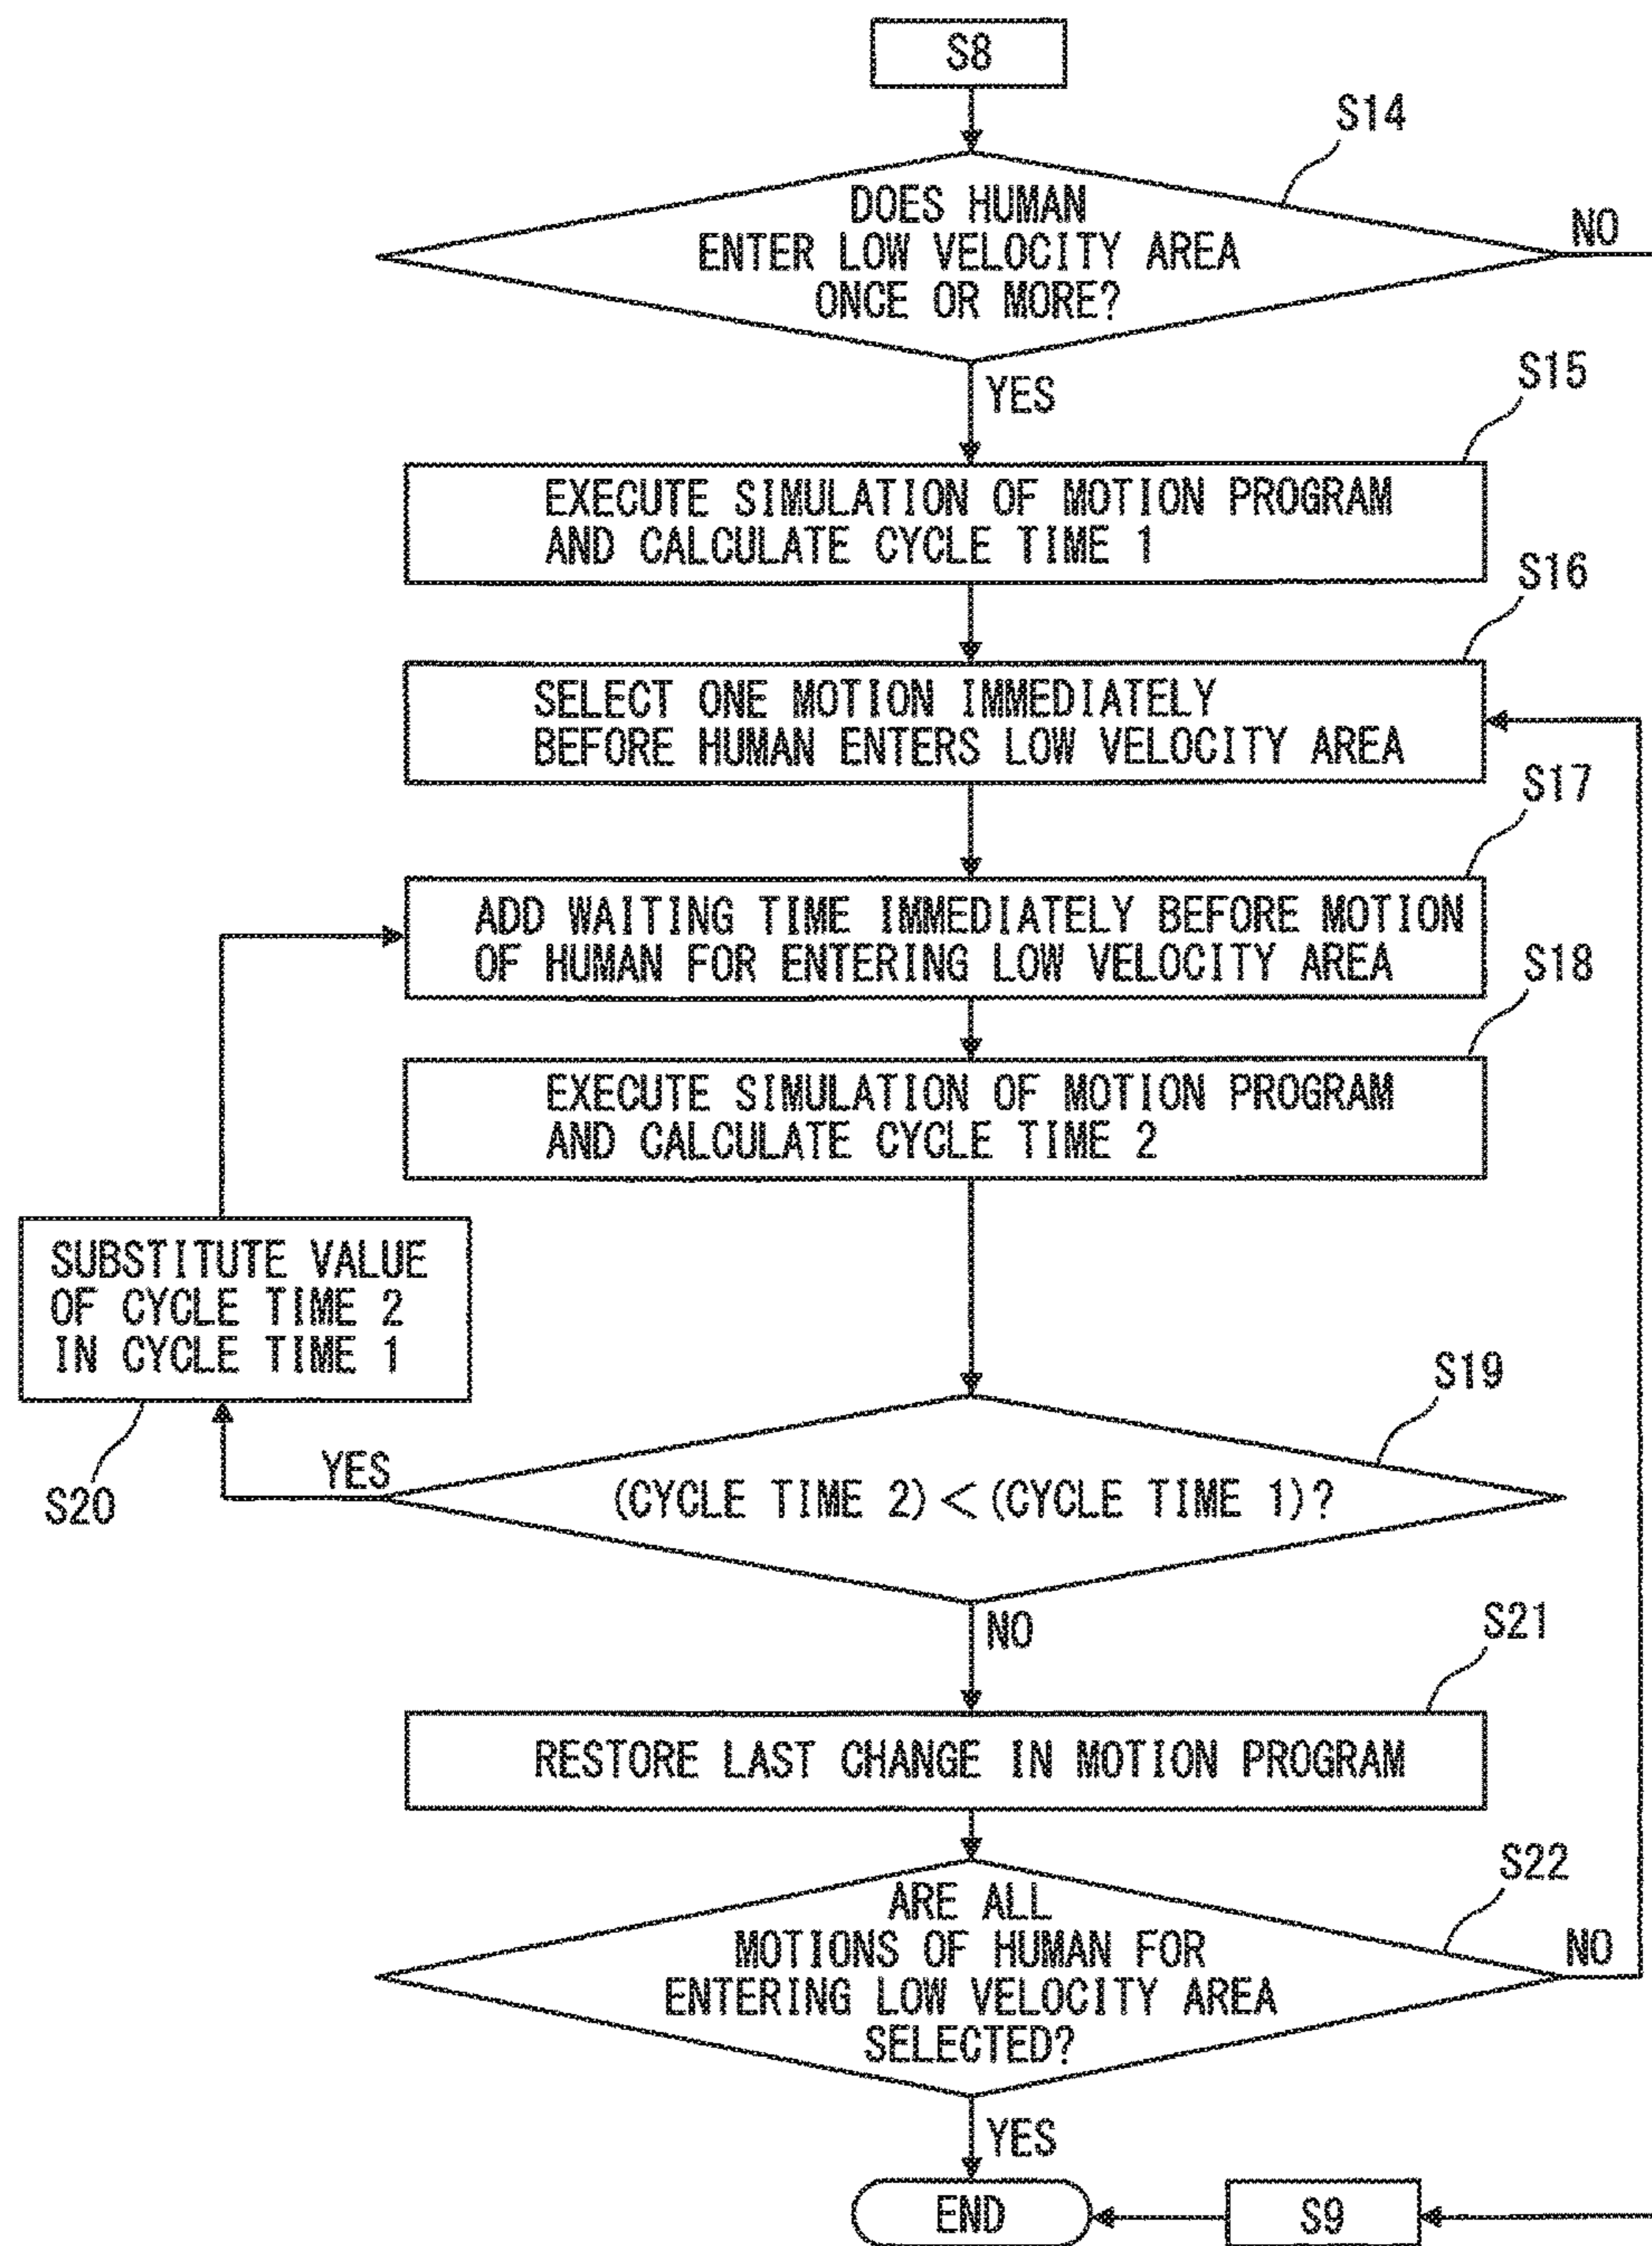 S8
S14
DOES HUMAN
ENTER LOW VELOCITY AREA
ONCE OR MORE?
NO
YES
S15
EXECUTE SIMULATION OF MOTION PROGRAM
AND CALCULATE CYCLE TIME 1
S16
SELECT ONE MOTION IMMEDIATELY
BEFORE HUMAN ENTERS LOW VELOCITY AREA
S17
ADD WAITING TIME IMMEDIATELY BEFORE MOTION
OF HUMAN FOR ENTERING LOW VELOCITY AREA
S18
EXECUTE SIMULATION OF MOTION PROGRAM
AND CALCULATE CYCLE TIME 2
SUBSTITUTE VALUE
OF CYCLE TIME 2
IN CYCLE TIME 1
S20
S19
YES
(CYCLE TIME 2) < (CYCLE TIME 1)?
NO
S21
RESTORE LAST CHANGE IN MOTION PROGRAM
S22
ARE ALL
MOTIONS OF HUMAN FOR
ENTERING LOW VELOCITY AREA
SELECTED?
NO
YES
END
S9